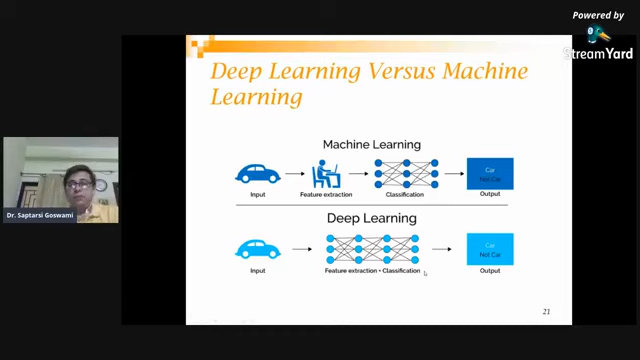 Powered by
StreamYard
Deep Learning Versus Machine
Learning
Machine Learning
Input
Feature extraction
Classification
Car
Not Car
Output
Dr. Saptarsi Goswami
Deep Learning
Input
Feature extraction + Classification
Car
Not Car
Output
21